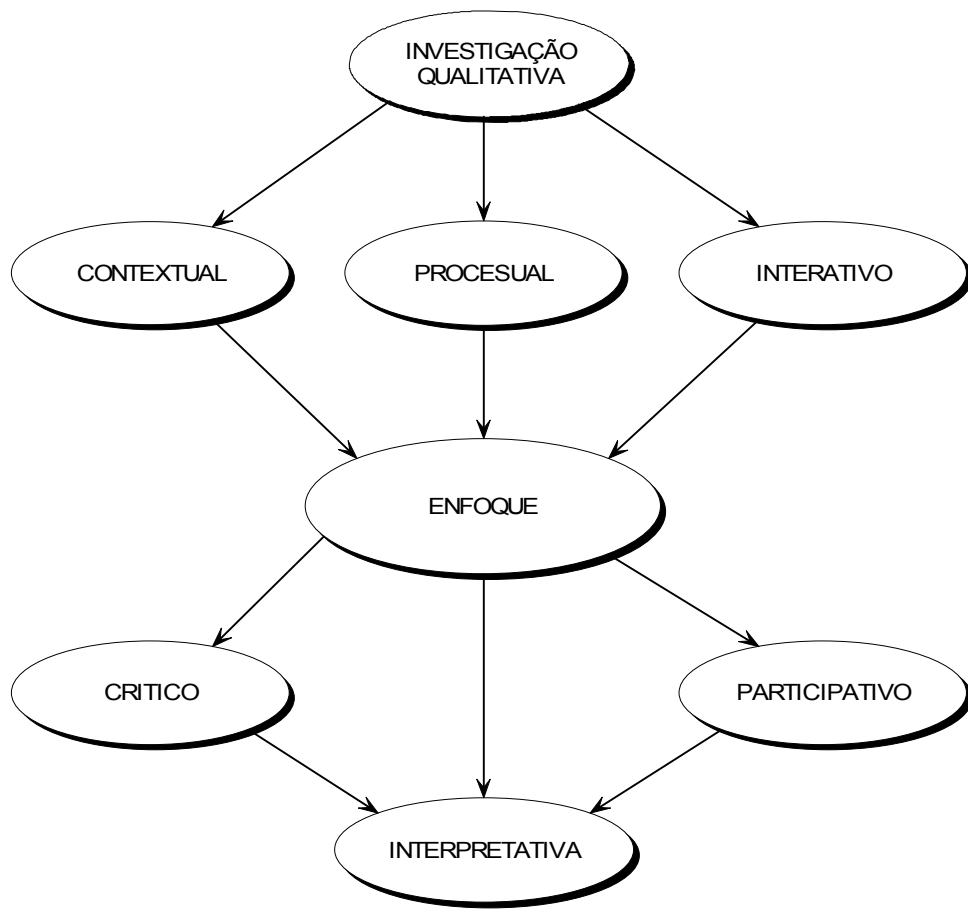 INVESTIGAÇÃO
QUALITATIVA
CONTEXTUAL
PROCESUAL
INTERATIVO
ENFOQUE
CRITICO
PARTICIPATIVO
INTERPRETATIVA